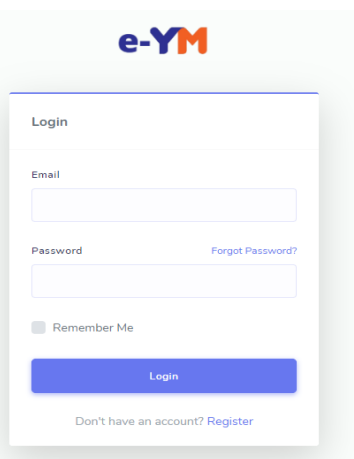 e-YM
Login
Email
Password Forgot Password?
Remember Me
Login
Don't have an account? Register